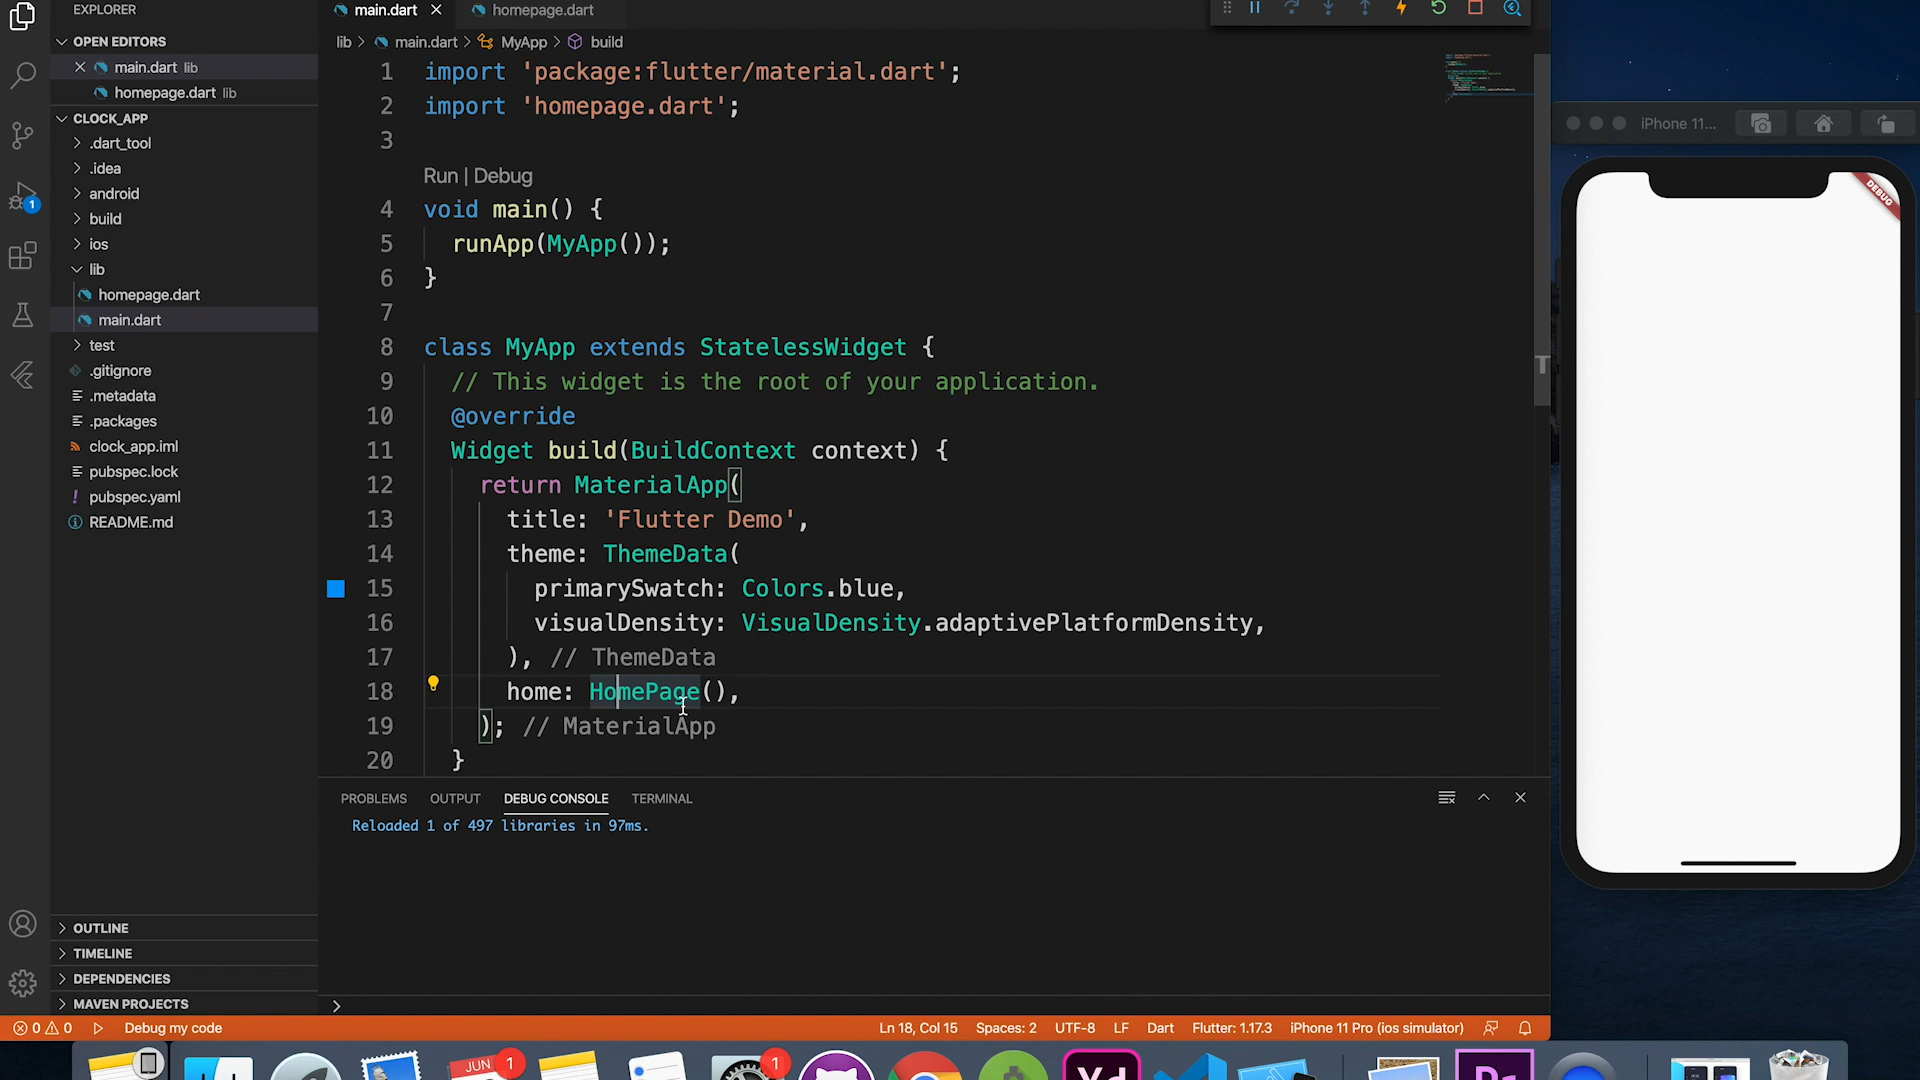 EXPLORER
main.dart
homepage.dart
OPEN EDITORS
main.dart lib
homepage.dart lib
CLOCK_APP
.dart_tool
.idea
android
build
ios
lib
homepage.dart
main.dart
test
.gitignore
.metadata
.packages
clock_app.iml
pubspec.lock
pubspec.yaml
README.md
OUTLINE
TIMELINE
DEPENDENCIES
MAVEN PROJECTS
1
lib > main.dart > MyApp > build
1 import 'package:flutter/material.dart';
2 import 'homepage.dart';
3
Run | Debug
4 void main() {
5 runApp(MyApp());
6 }
7
8 class MyApp extends StatelessWidget {
9 // This widget is the root of your application.
10 @override
11 Widget build(BuildContext context) {
12 return MaterialApp(
13 title: 'Flutter Demo',
14 theme: ThemeData(
15 primarySwatch: Colors.blue,
16 visualDensity: VisualDensity.adaptivePlatformDensity,
17 ), // ThemeData
18 home: HomePage(),
19 ); // MaterialApp
20 }
PROBLEMS OUTPUT DEBUG CONSOLE TERMINAL
Reloaded 1 of 497 libraries in 97ms.
iPhone 11...
DEBUG
0 0 Debug my code
Ln 18, Col 15 Spaces: 2 UTF-8 LF Dart Flutter: 1.17.3 iPhone 11 Pro (ios simulator)
JUN
1
1
Xd
Pr